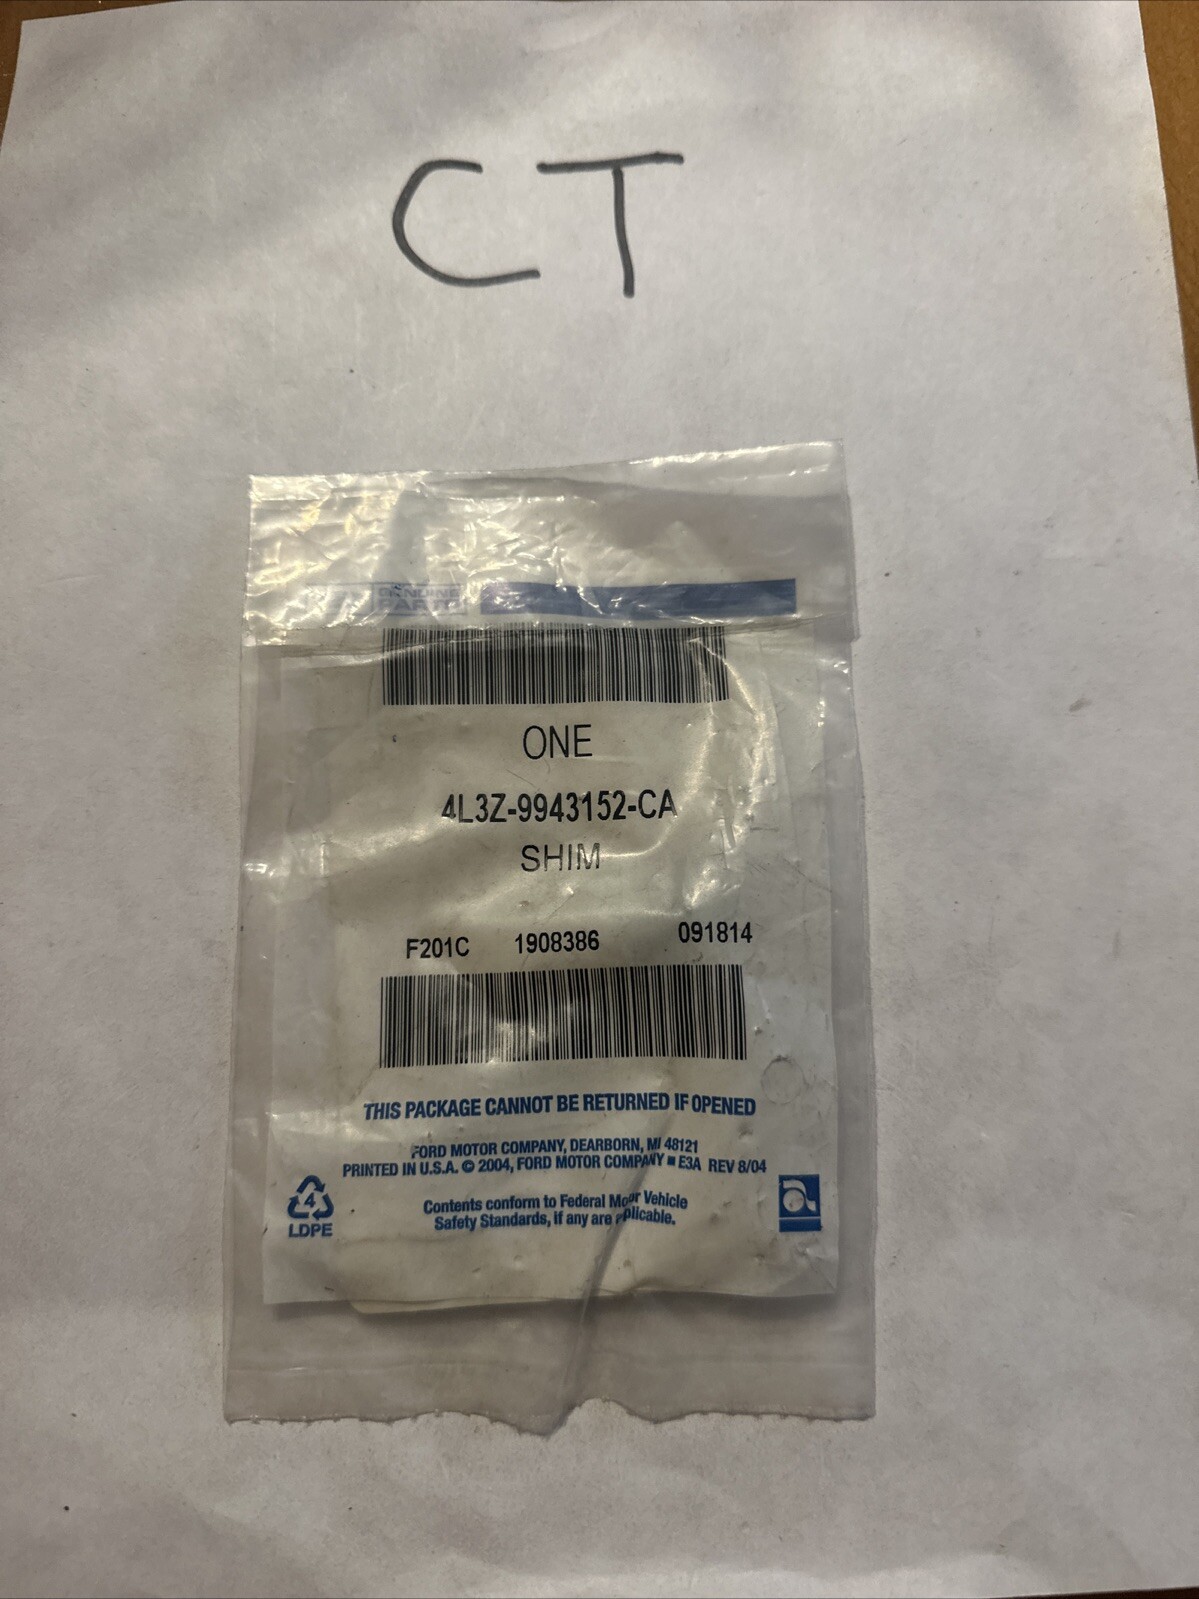 CT
GENUINE
PARTS
ONE
4L3Z-9943152-CA
SHIM
F201C 1908386 091814
THIS PACKAGE CANNOT BE RETURNED IF OPENED
FORD MOTOR COMPANY, DEARBORN, MI 48121
PRINTED IN U.S.A. © 2004, FORD MOTOR COMPANY ■ E3A REV 8/04
Contents conform to Federal Motor Vehicle
Safety Standards, if any are applicable.
4
LDPE